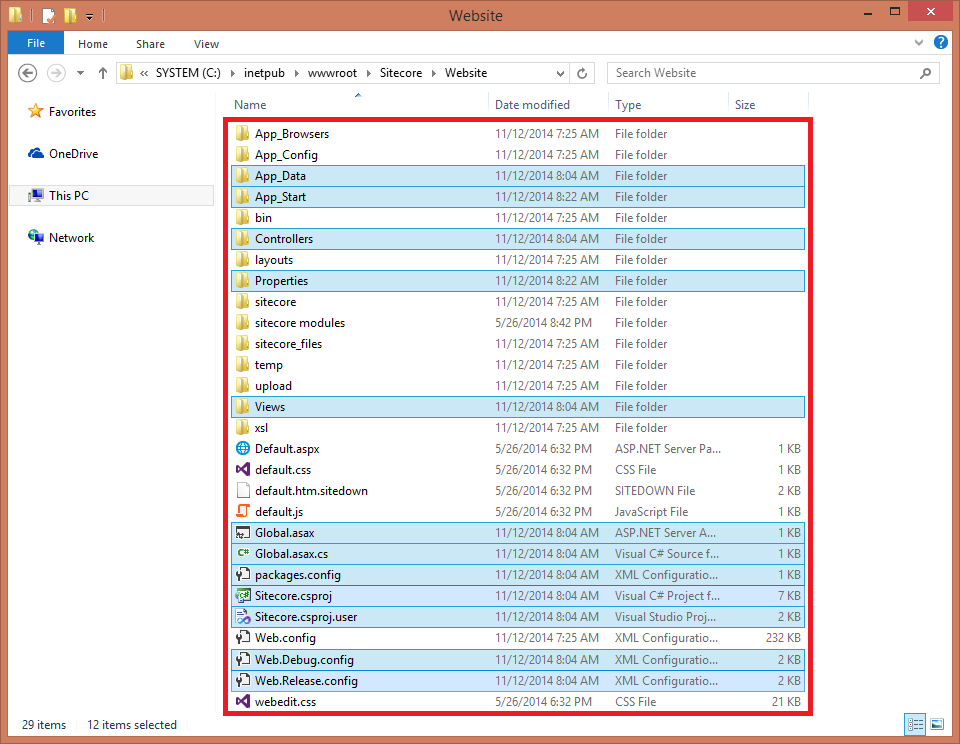 Website
File Home Share View
« SYSTEM (C:) inetpub wwwroot Sitecore Website Search Website
Name Date modified Type Size
Favorites
OneDrive
This PC
Network
App_Browsers 11/12/2014 7:25 AM File folder
App_Config 11/12/2014 7:25 AM File folder
App_Data 11/12/2014 8:04 AM File folder
App_Start 11/12/2014 8:22 AM File folder
bin 11/12/2014 7:25 AM File folder
Controllers 11/12/2014 8:04 AM File folder
layouts 11/12/2014 7:25 AM File folder
Properties 11/12/2014 8:22 AM File folder
sitecore 11/12/2014 7:25 AM File folder
sitecore modules 5/26/2014 8:42 PM File folder
sitecore_files 11/12/2014 7:25 AM File folder
temp 11/12/2014 7:25 AM File folder
upload 11/12/2014 7:25 AM File folder
Views 11/12/2014 8:04 AM File folder
xsl 11/12/2014 7:25 AM File folder
Default.aspx 5/26/2014 6:32 PM ASP.NET Server Pa... 1 KB
default.css 5/26/2014 6:32 PM CSS File 1 KB
default.htm.sitedown 5/26/2014 6:32 PM SITEDOWN File 2 KB
default.js 5/26/2014 6:32 PM JavaScript File 1 KB
Global.asax 11/12/2014 8:04 AM ASP.NET Server A... 1 KB
Global.asax.cs 11/12/2014 8:04 AM Visual C# Source f... 1 KB
packages.config 11/12/2014 8:04 AM XML Configuratio... 1 KB
Sitecore.csproj 11/12/2014 8:04 AM Visual C# Project f... 7 KB
Sitecore.csproj.user 11/12/2014 8:04 AM Visual Studio Proj... 2 KB
Web.config 11/12/2014 7:25 AM XML Configuratio... 232 KB
Web.Debug.config 11/12/2014 8:04 AM XML Configuratio... 2 KB
Web.Release.config 11/12/2014 8:04 AM XML Configuratio... 2 KB
webedit.css 5/26/2014 6:32 PM CSS File 21 KB
29 items 12 items selected